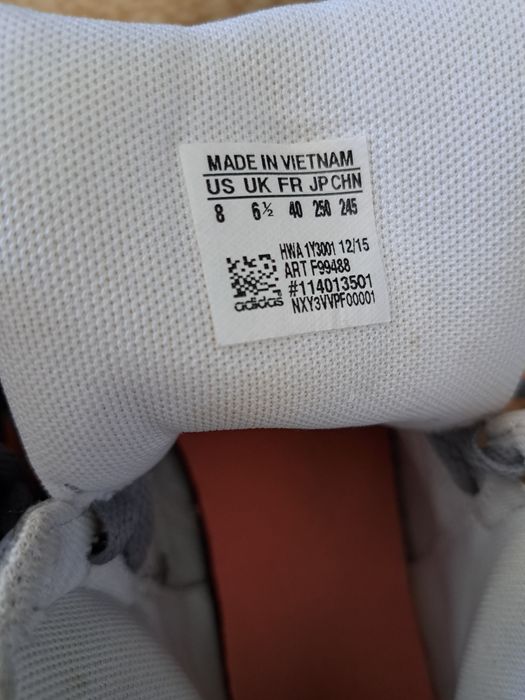 MADE IN VIETNAM
US UK FR JP CHN
8 6½ 40 250 245
HWA 1Y3001 12/15
ART F99488
#114013501
NXY3VVPF00001
adidas